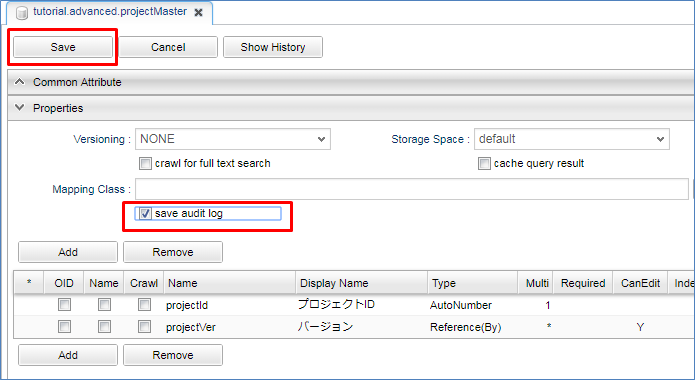 tutorial.advanced.projectMaster
Save Cancel Show History
Common Attribute
Properties
Versioning : NONE Storage Space : default
crawl for full text search cache query result
Mapping Class :
save audit log
Add Remove
* OID Name Crawl Name Display Name Type Multi Required CanEdit Inde
projectId プロジェクトID AutoNumber 1
projectVer バージョン Reference(By) * Y
Add Remove